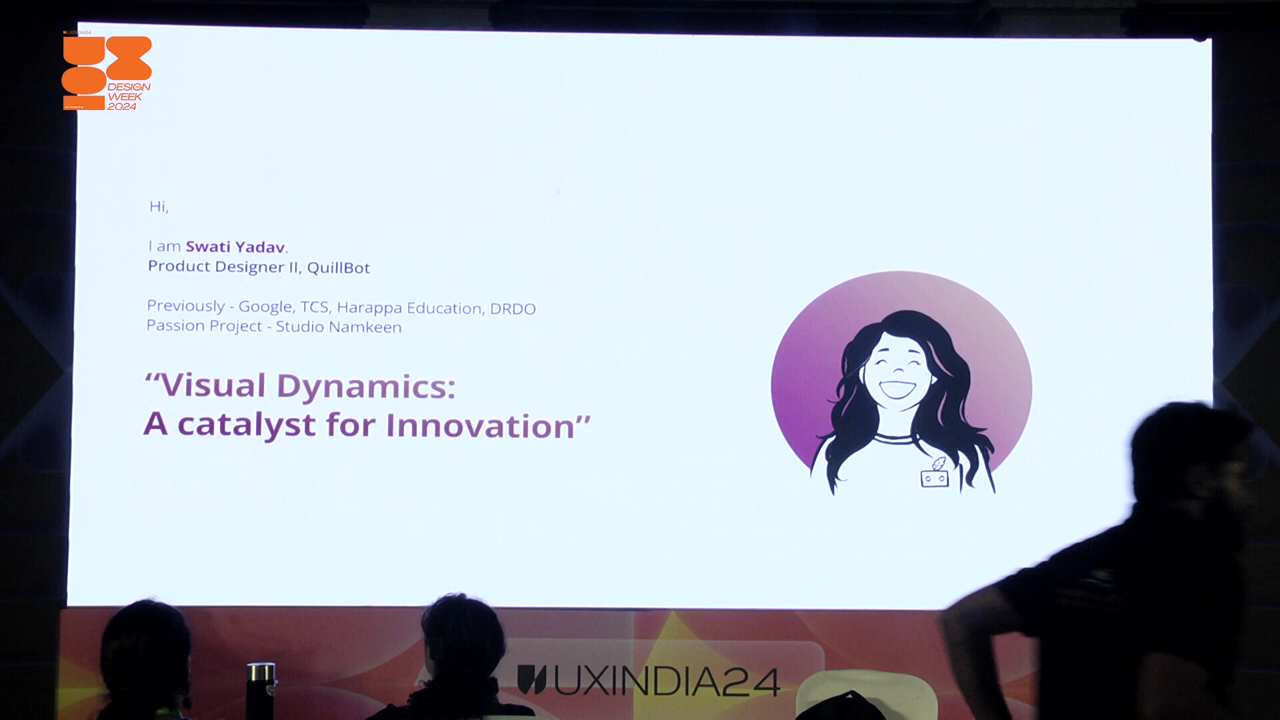 DESIGN
WEEK
2024
Hi,
I am Swati Yadav.
Product Designer II, QuillBot
Previously - Google, TCS, Harappa Education, DRDO
Passion Project - Studio Namkeen
“Visual Dynamics:
A catalyst for Innovation”
UXINDIA24